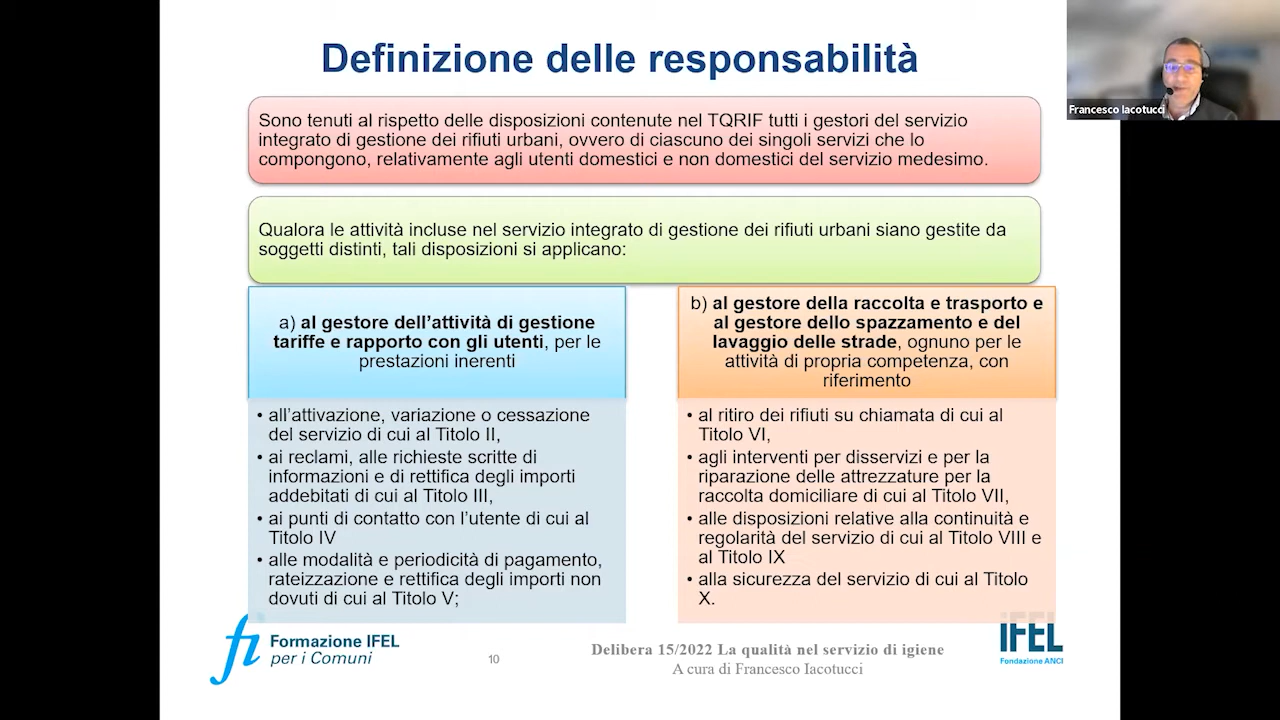 Definizione delle responsabilità
Francesco Iacotucci
Sono tenuti al rispetto delle disposizioni contenute nel TQRIF tutti i gestori del servizio
integrato di gestione dei rifiuti urbani, ovvero di ciascuno dei singoli servizi che lo
compongono, relativamente agli utenti domestici e non domestici del servizio medesimo.
Qualora le attività incluse nel servizio integrato di gestione dei rifiuti urbani siano gestite da
soggetti distinti, tali disposizioni si applicano:
a) al gestore dell'attività di gestione
tariffe e rapporto con gli utenti, per le
prestazioni inerenti
• all'attivazione, variazione o cessazione
del servizio di cui al Titolo II,
• ai reclami, alle richieste scritte di
informazioni e di rettifica degli importi
addebitati di cui al Titolo III,
• ai punti di contatto con l'utente di cui al
Titolo IV
• alle modalità e periodicità di pagamento,
rateizzazione e rettifica degli importi non
dovuti di cui al Titolo V;
b) al gestore della raccolta e trasporto e
al gestore dello spazzamento e del
lavaggio delle strade, ognuno per le
attività di propria competenza, con
riferimento
• al ritiro dei rifiuti su chiamata di cui al
Titolo VI,
• agli interventi per disservizi e per la
riparazione delle attrezzature per la
raccolta domiciliare di cui al Titolo VII,
• alle disposizioni relative alla continuità e
regolarità del servizio di cui al Titolo VIII e
al Titolo IX
• alla sicurezza del servizio di cui al Titolo
X.
fi
Formazione IFEL
per i Comuni
10
Delibera 15/2022 La qualità nel servizio di igiene
A cura di Francesco Iacotucci
IFEL
Fondazione ANCI